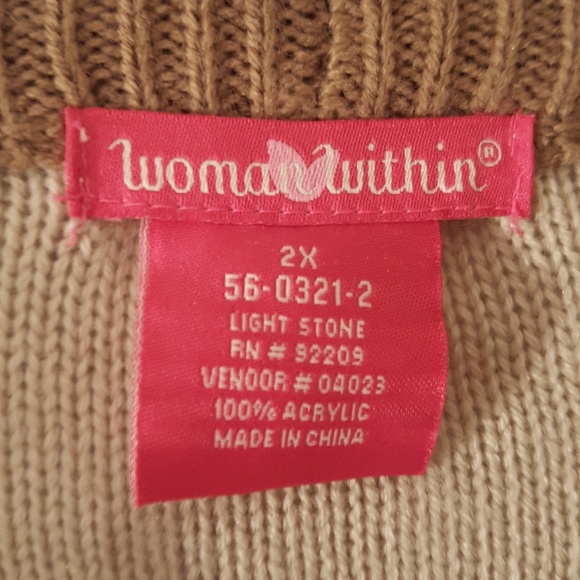 Woman Within®
2X
56-0321-2
LIGHT STONE
RN # 92209
VENDOR # 04023
100% ACRYLIC
MADE IN CHINA